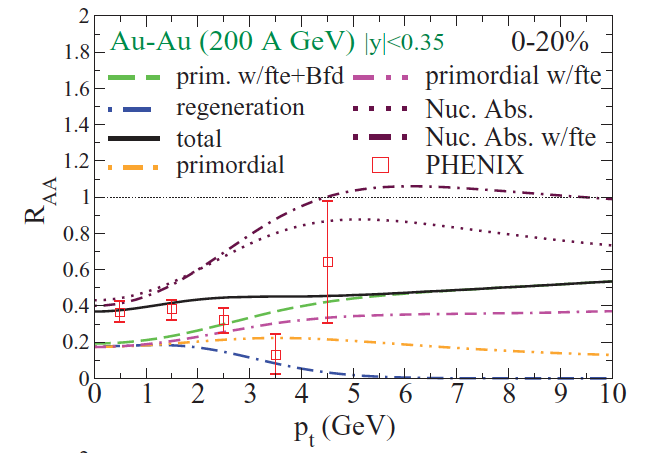 2
1.8
1.6
1.4
1.2
1
0.8
0.6
0.4
0.2
0
R_AA
Au-Au (200 A GeV) |y|<0.35 0-20%
prim. w/fte+Bfd
regeneration
total
primordial
primordial w/fte
Nuc. Abs.
Nuc. Abs. w/fte
PHENIX
0 1 2 3 4 5 6 7 8 9 10
p_t (GeV)